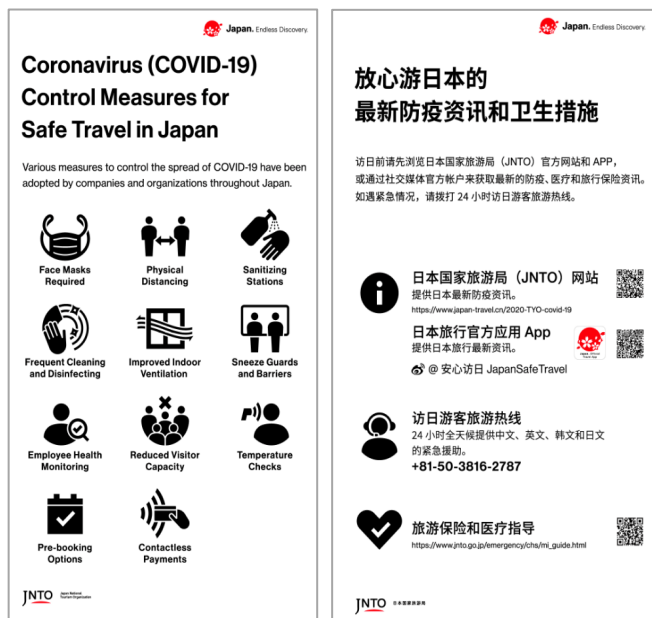 Japan. Endless Discovery.
Coronavirus (COVID-19)
Control Measures for
Safe Travel in Japan
Various measures to control the spread of COVID-19 have been
adopted by companies and organizations throughout Japan.
Face Masks
Required
Physical
Distancing
Sanitizing
Stations
Frequent Cleaning
and Disinfecting
Improved Indoor
Ventilation
Sneeze Guards
and Barriers
Employee Health
Monitoring
Reduced Visitor
Capacity
Temperature
Checks
Pre-booking
Options
Contactless
Payments
JNTO
Japan National
Tourism Organization
Japan. Endless Discovery.
放心游日本的
最新防疫资讯和卫生措施
访日前请先浏览日本国家旅游局（JNTO）官方网站和 APP，
或通过社交媒体官方帐户来获取最新的防疫、医疗和旅行保险资讯。
如遇紧急情况，请拨打 24 小时访日游客旅游热线。
日本国家旅游局（JNTO）网站
提供日本最新防疫资讯。
https://www.japan-travel.cn/2020-TYO-covid-19
日本旅行官方应用 App
提供日本旅行最新资讯。
Japan Official
Travel App
@ 安心访日 JapanSafeTravel
访日游客旅游热线
24 小时全天候提供中文、英文、韩文和日文
的紧急援助。
+81-50-3816-2787
旅游保险和医疗指导
https://www.jnto.go.jp/emergency/chs/mi_guide.html
JNTO 日本国家旅游局